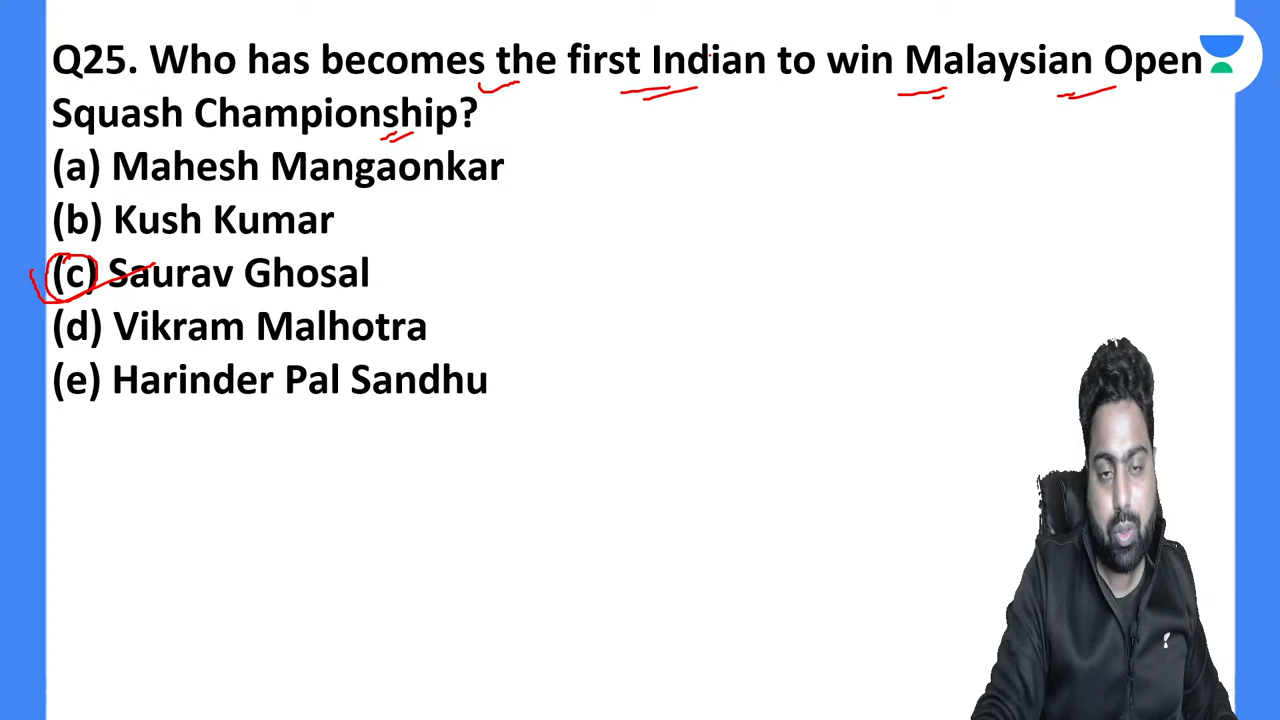 Q25. Who has becomes the first Indian to win Malaysian Open
Squash Championship?
(a) Mahesh Mangaonkar
(b) Kush Kumar
(c) Saurav Ghosal
(d) Vikram Malhotra
(e) Harinder Pal Sandhu